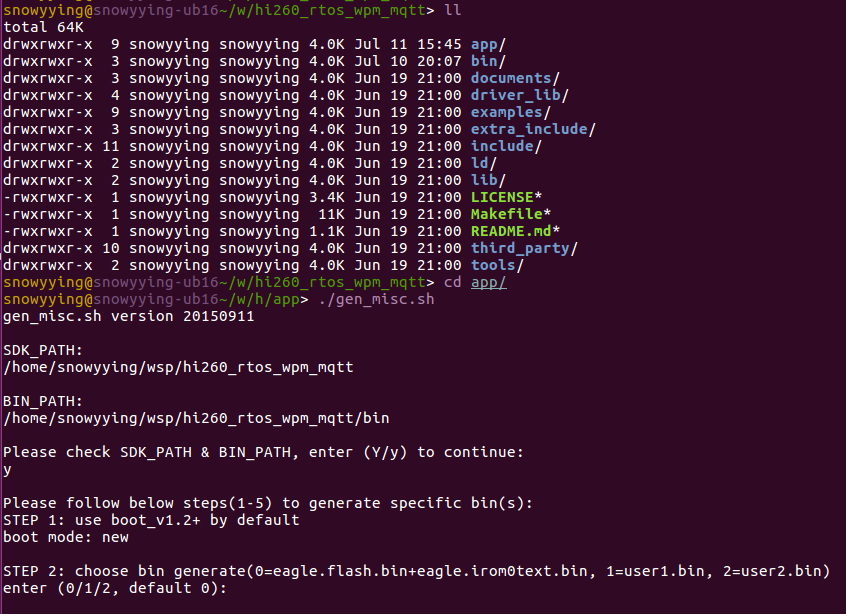 snowyying@snowyying-ub16~/w/hi260_rtos_wpm_mqtt> ll
total 64K
drwxrwxr-x  9 snowyying snowyying 4.0K Jul 11 15:45 app/
drwxrwxr-x  3 snowyying snowyying 4.0K Jul 10 20:07 bin/
drwxrwxr-x  3 snowyying snowyying 4.0K Jun 19 21:00 documents/
drwxrwxr-x  4 snowyying snowyying 4.0K Jun 19 21:00 driver_lib/
drwxrwxr-x  9 snowyying snowyying 4.0K Jun 19 21:00 examples/
drwxrwxr-x  3 snowyying snowyying 4.0K Jun 19 21:00 extra_include/
drwxrwxr-x 11 snowyying snowyying 4.0K Jun 19 21:00 include/
drwxrwxr-x  2 snowyying snowyying 4.0K Jun 19 21:00 ld/
drwxrwxr-x  2 snowyying snowyying 4.0K Jun 19 21:00 lib/
-rwxrwxr-x  1 snowyying snowyying 3.4K Jun 19 21:00 LICENSE*
-rwxrwxr-x  1 snowyying snowyying  11K Jun 19 21:00 Makefile*
-rwxrwxr-x  1 snowyying snowyying 1.1K Jun 19 21:00 README.md*
drwxrwxr-x 10 snowyying snowyying 4.0K Jun 19 21:00 third_party/
drwxrwxr-x  2 snowyying snowyying 4.0K Jun 19 21:00 tools/
snowyying@snowyying-ub16~/w/hi260_rtos_wpm_mqtt> cd app/
snowyying@snowyying-ub16~/w/h/app> ./gen_misc.sh
gen_misc.sh version 20150911

SDK_PATH:
/home/snowyying/wsp/hi260_rtos_wpm_mqtt

BIN_PATH:
/home/snowyying/wsp/hi260_rtos_wpm_mqtt/bin

Please check SDK_PATH & BIN_PATH, enter (Y/y) to continue:
y

Please follow below steps(1-5) to generate specific bin(s):
STEP 1: use boot_v1.2+ by default
boot mode: new

STEP 2: choose bin generate(0=eagle.flash.bin+eagle.irom0text.bin, 1=user1.bin, 2=user2.bin)
enter (0/1/2, default 0):